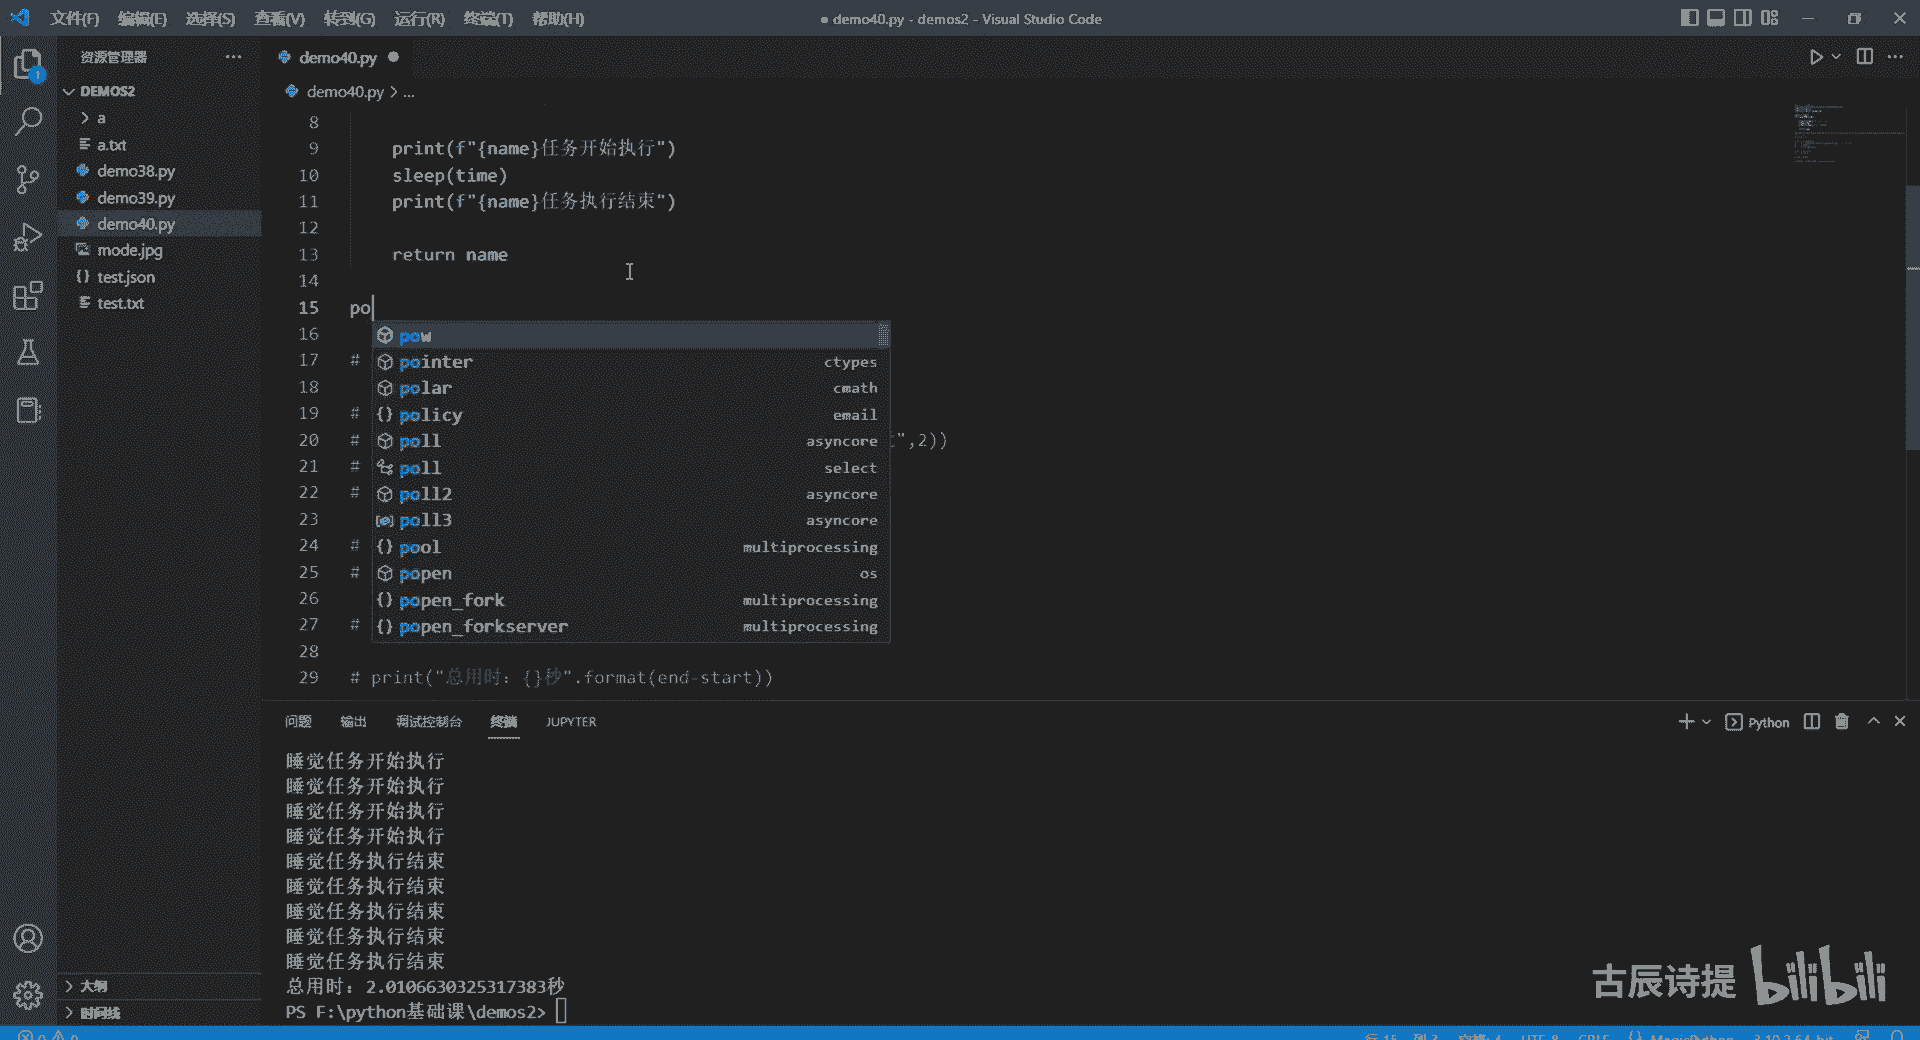 文件(F) 编辑(E) 选择(S) 查看(V) 转到(G) 运行(R) 终端(T) 帮助(H)
● demo40.py - demos2 - Visual Studio Code
资源管理器
DEMOS2
a
a.txt
demo38.py
demo39.py
demo40.py
mode.jpg
test.json
test.txt
大纲
时间线
demo40.py
demo40.py > ...
8
9 print(f"{name}任务开始执行")
10 sleep(time)
11 print(f"{name}任务执行结束")
12
13 return name
14
15 po
16
17 #
18
19 #
20 # ",2))
21 #
22 #
23
24 #
25 #
26
27 #
28
29 # print("总用时: {}秒".format(end-start))
pow
pointer ctypes
polar cmath
policy email
poll asyncore
poll select
poll2 asyncore
poll3 asyncore
pool multiprocessing
popen os
popen_fork multiprocessing
popen_forkserver multiprocessing
问题 输出 调试控制台 终端 JUPYTER
Python
睡觉任务开始执行
睡觉任务开始执行
睡觉任务开始执行
睡觉任务开始执行
睡觉任务执行结束
睡觉任务执行结束
睡觉任务执行结束
睡觉任务执行结束
睡觉任务执行结束
总用时: 2.0106630325317383秒
PS F:\python基础课\demos2>
古辰诗提 bilibili